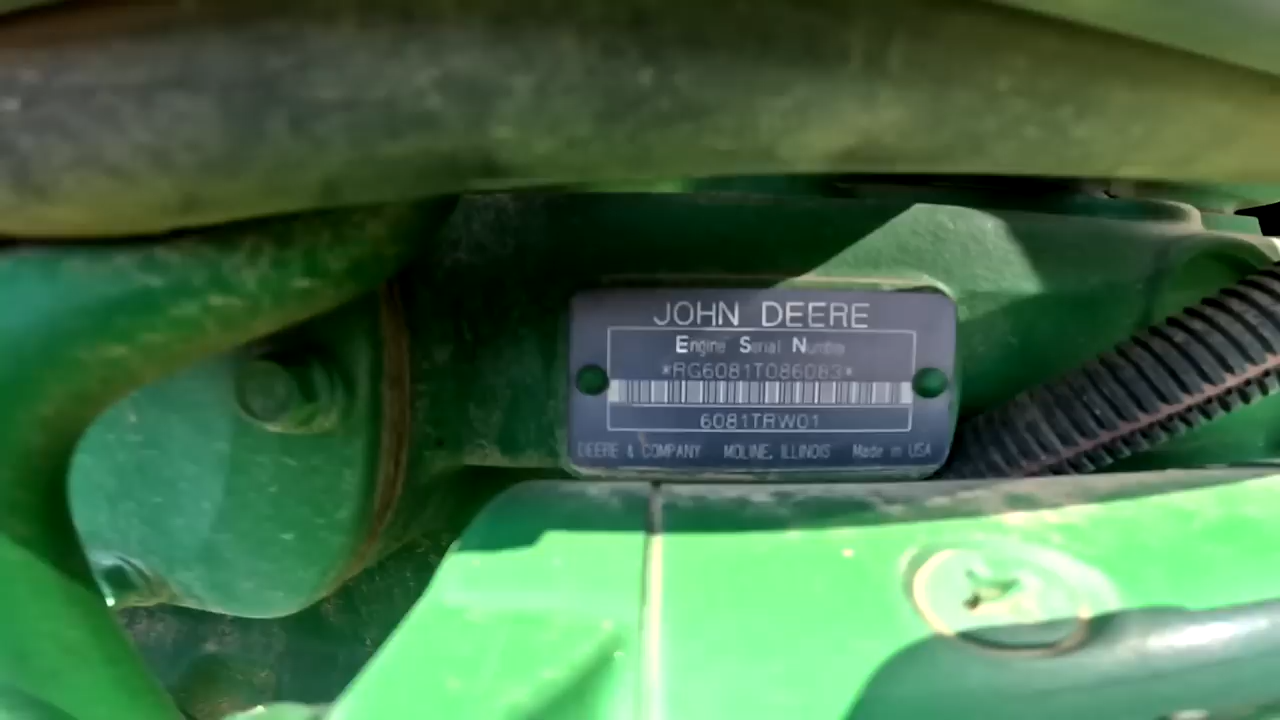 JOHN DEERE
Engine Serial Number
*RG6081T086083*
6081TRW01
DEERE & COMPANY MOLINE, ILLINOIS Made in USA